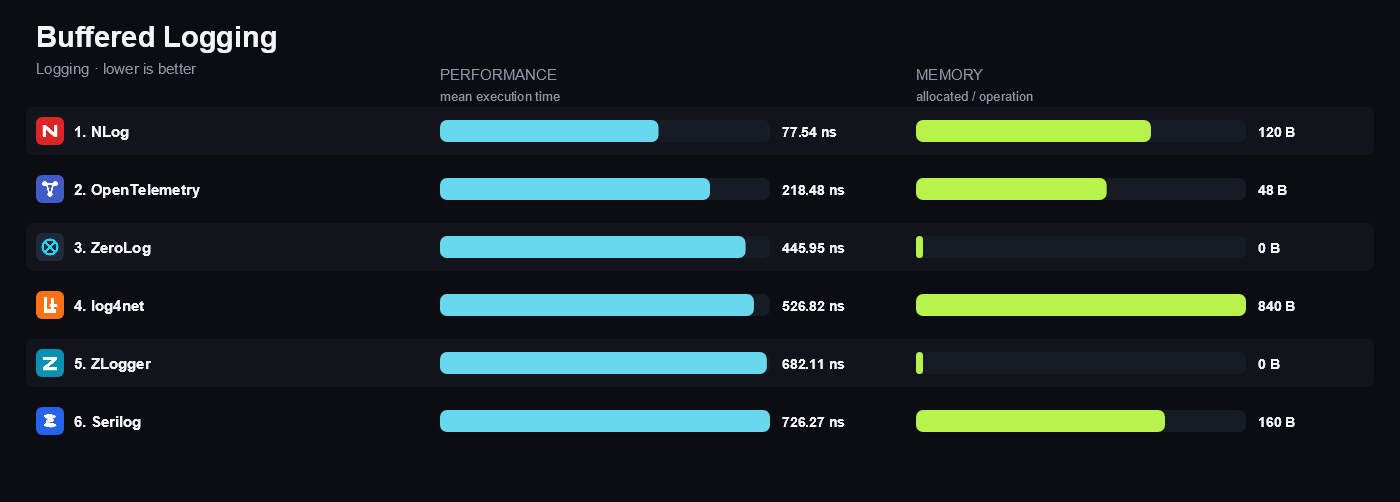 Buffered Logging
Logging · lower is better
PERFORMANCE
mean execution time
MEMORY
allocated / operation
1. NLog 77.54 ns 120 B
2. OpenTelemetry 218.48 ns 48 B
3. ZeroLog 445.95 ns 0 B
4. log4net 526.82 ns 840 B
5. ZLogger 682.11 ns 0 B
6. Serilog 726.27 ns 160 B